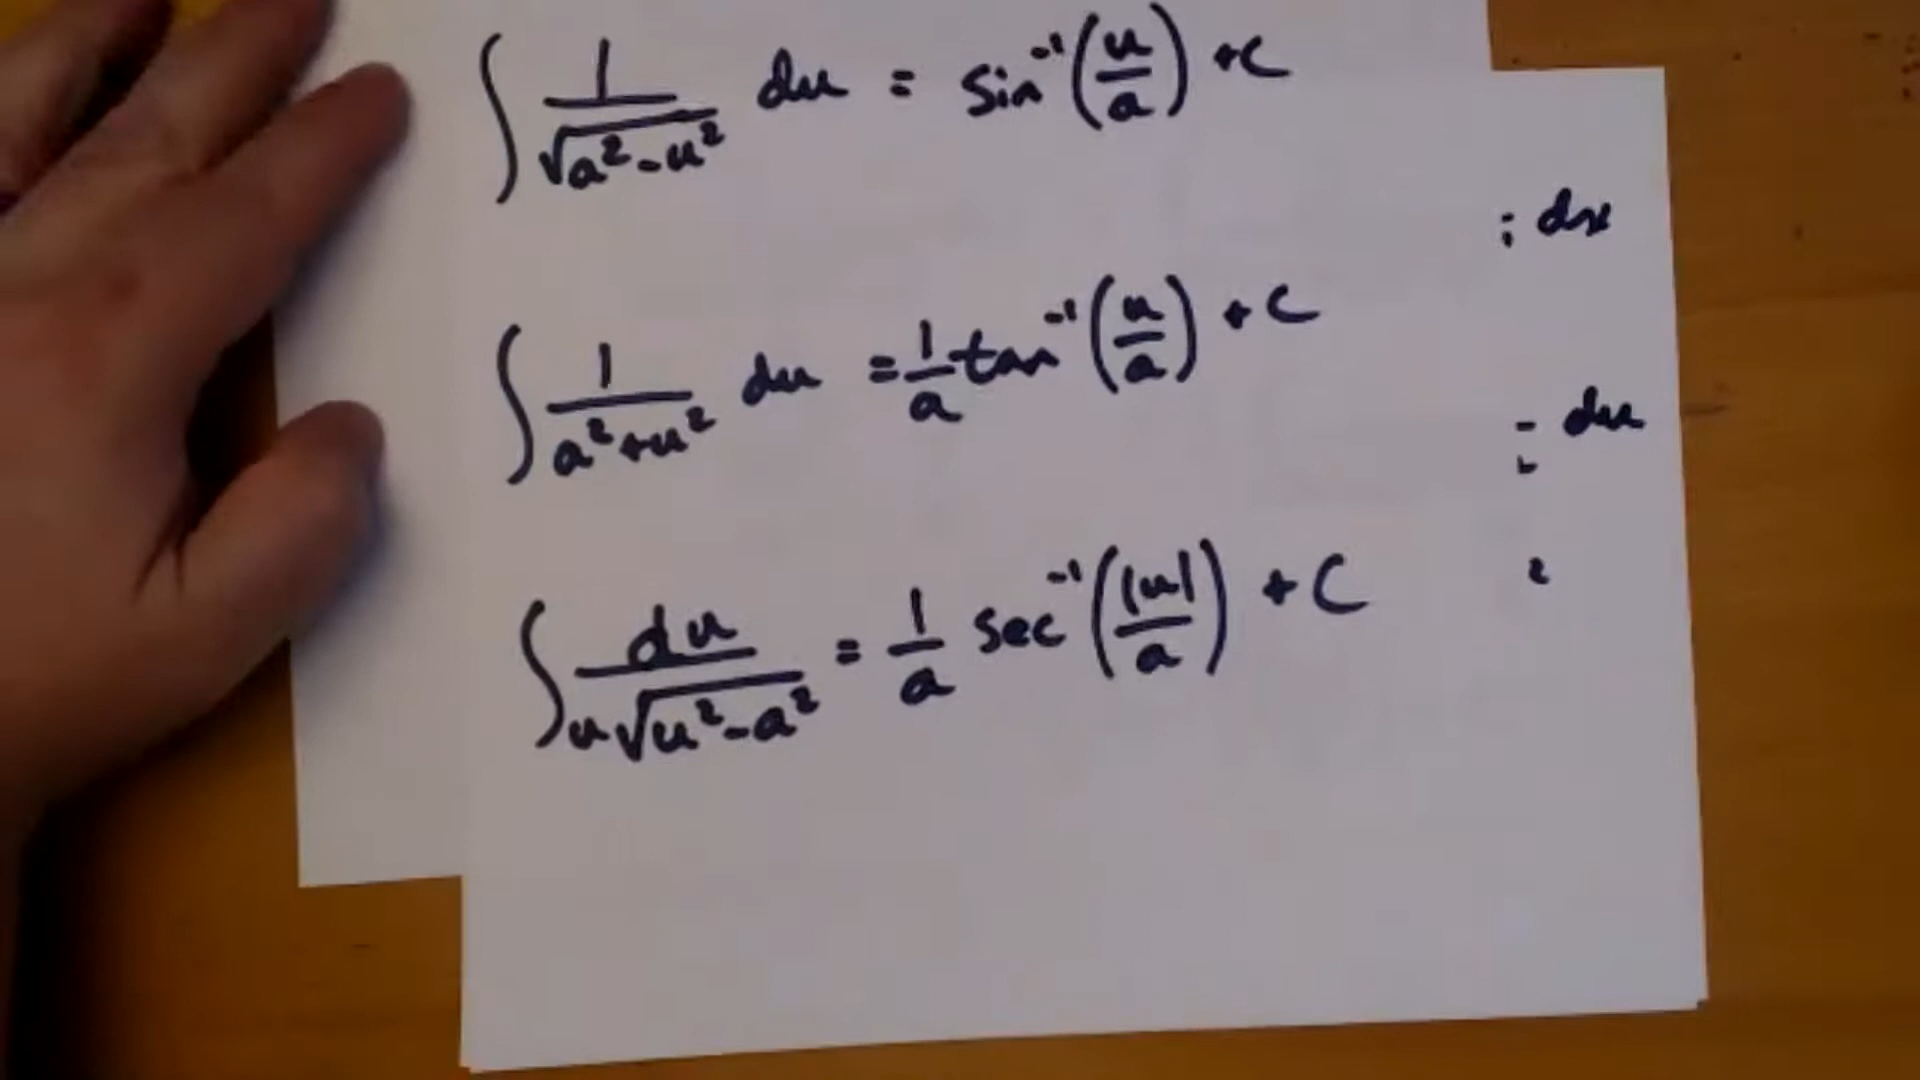 ∫ 1/√(a²-u²) du = sin⁻¹(u/a) + C
; dx
∫ 1/(a²+u²) du = 1/a tan⁻¹(u/a) + C
- du
∫ du/(u√(u²-a²)) = 1/a sec⁻¹(|u|/a) + C